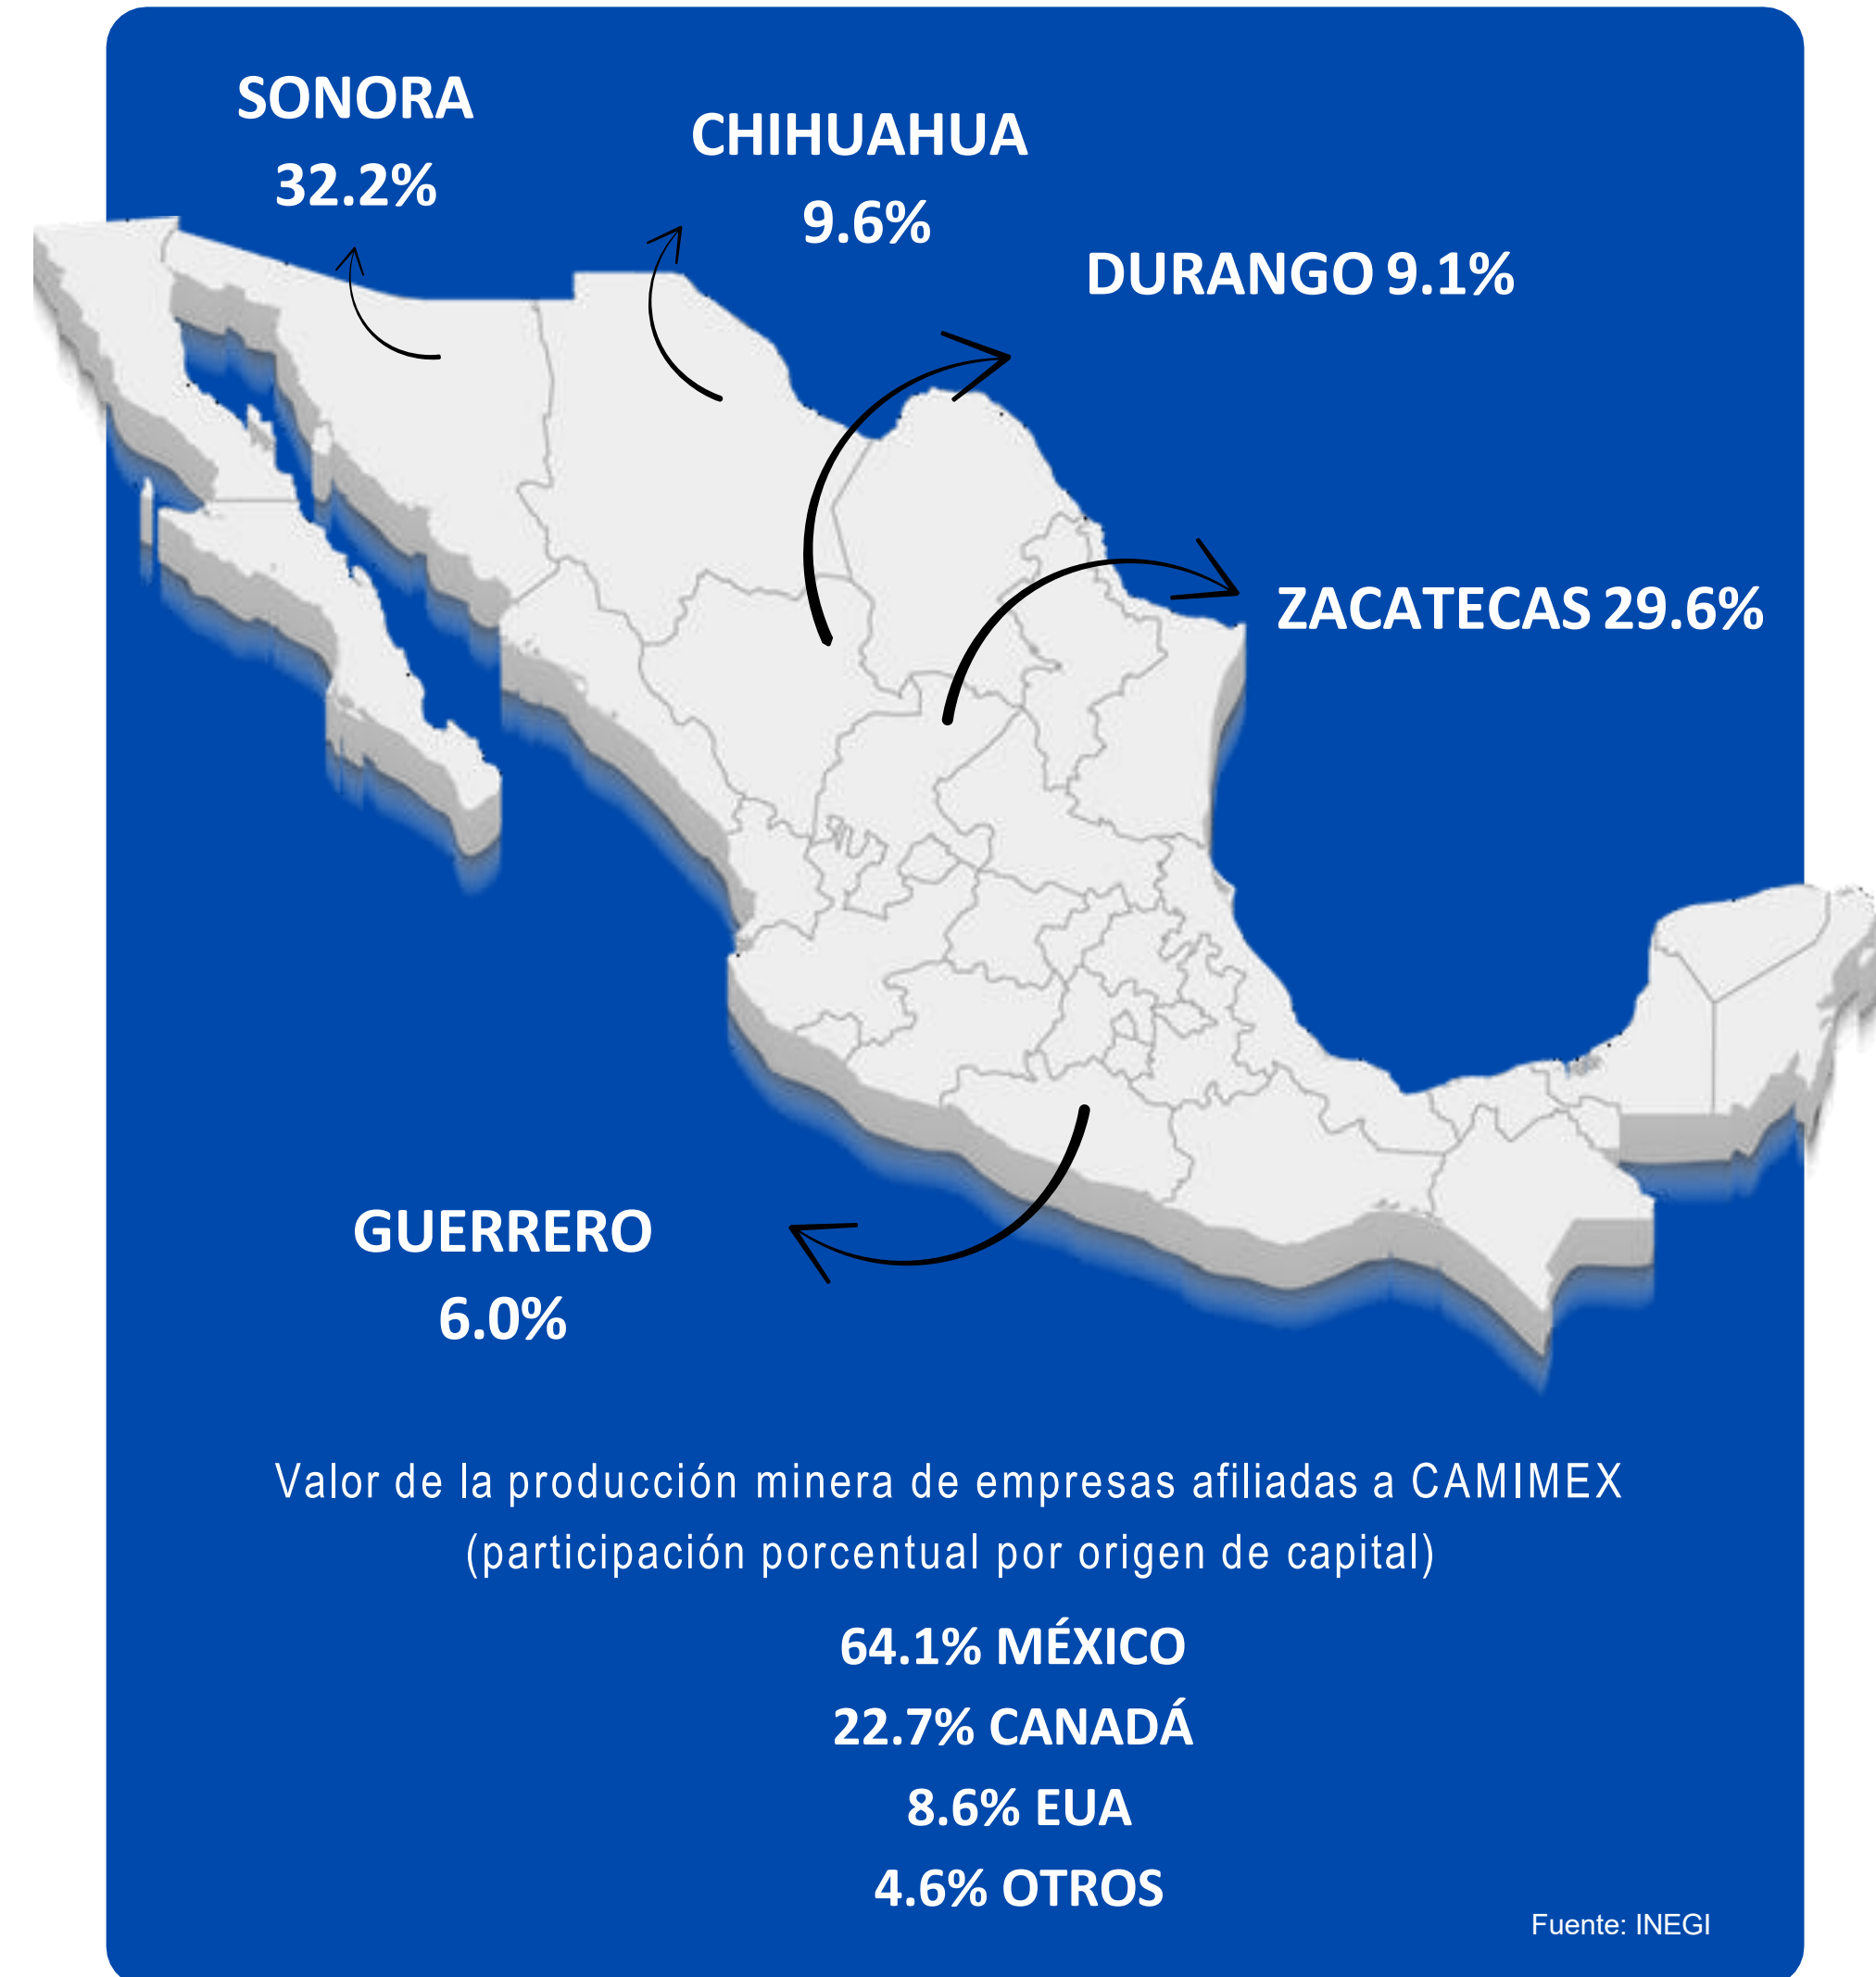 SONORA
32.2%
CHIHUAHUA
9.6%
DURANGO 9.1%
ZACATECAS 29.6%
GUERRERO
6.0%
Valor de la producción minera de empresas afiliadas a CAMIMEX
(participación porcentual por origen de capital)
64.1% MÉXICO
22.7% CANADÁ
8.6% EUA
4.6% OTROS
Fuente: INEGI